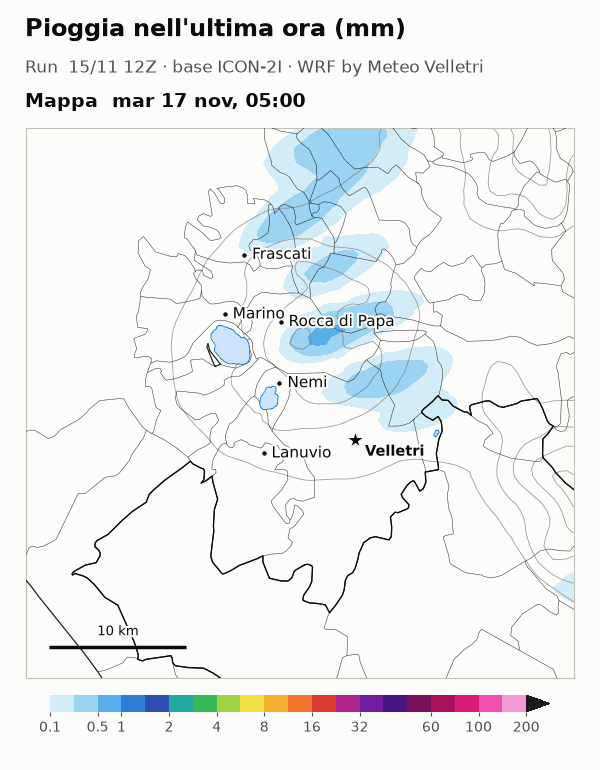 Pioggia nell'ultima ora (mm)
Run  15/11 12Z · base ICON-2I · WRF by Meteo Velletri
Mappa  mar 17 nov, 05:00
Frascati
Marino
Rocca di Papa
Nemi
Velletri
Lanuvio
10 km
0.1 0.5 1 2 4 8 16 32 60 100 200